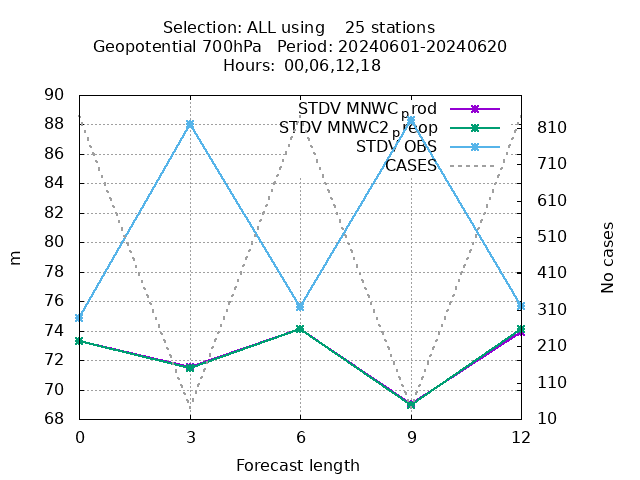 Selection: ALL using    25 stations
Geopotential 700hPa   Period: 20240601-20240620
Hours: 00,06,12,18
STDV MNWC_prod
STDV MNWC2_preop
STDV OBS
CASES
90
88
86
84
82
80
78
76
74
72
70
68
m
810
710
610
510
410
310
210
110
10
No cases
0 3 6 9 12
Forecast length